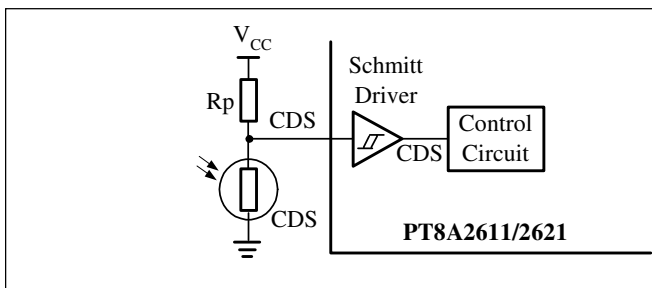 V_CC
Rp
CDS
CDS
Schmitt
Driver
CDS
Control
Circuit
PT8A2611/2621